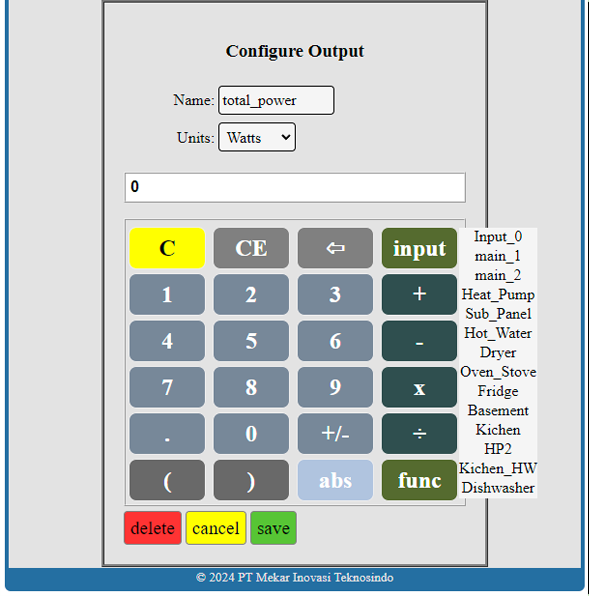 Configure Output
Name: total_power
Units: Watts
0
C CE ⇦ input
1 2 3 +
4 5 6 -
7 8 9 x
. 0 +/- ÷
( ) abs func
Input_0
main_1
main_2
Heat_Pump
Sub_Panel
Hot_Water
Dryer
Oven_Stove
Fridge
Basement
Kichen
HP2
Kichen_HW
Dishwasher
delete cancel save
© 2024 PT Mekar Inovasi Teknosindo